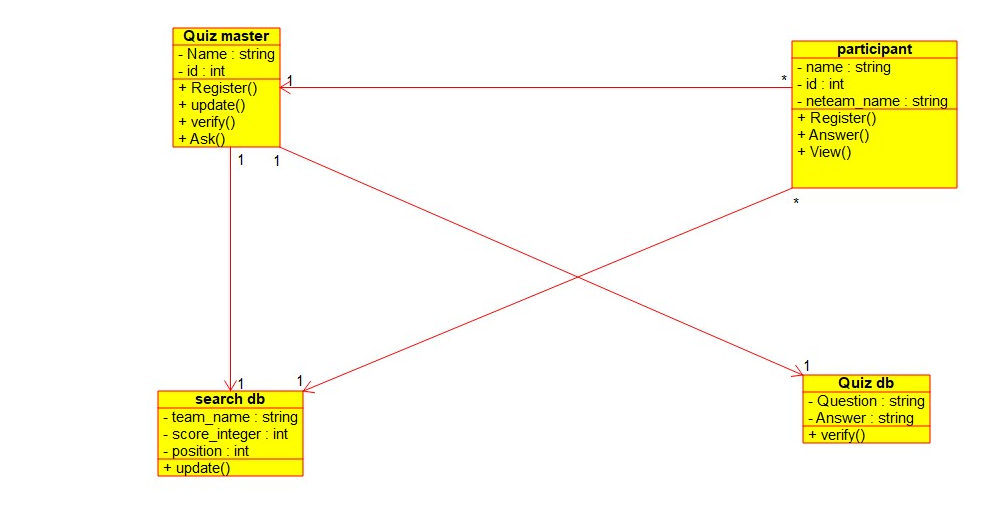 Quiz master
- Name : string
- id : int
+ Register()
+ update()
+ verify()
+ Ask()
participant
- name : string
- id : int
- neteam_name : string
+ Register()
+ Answer()
+ View()
1
*
1
1
*
1
1
1
search db
- team_name : string
- score_integer : int
- position : int
+ update()
Quiz db
- Question : string
- Answer : string
+ verify()